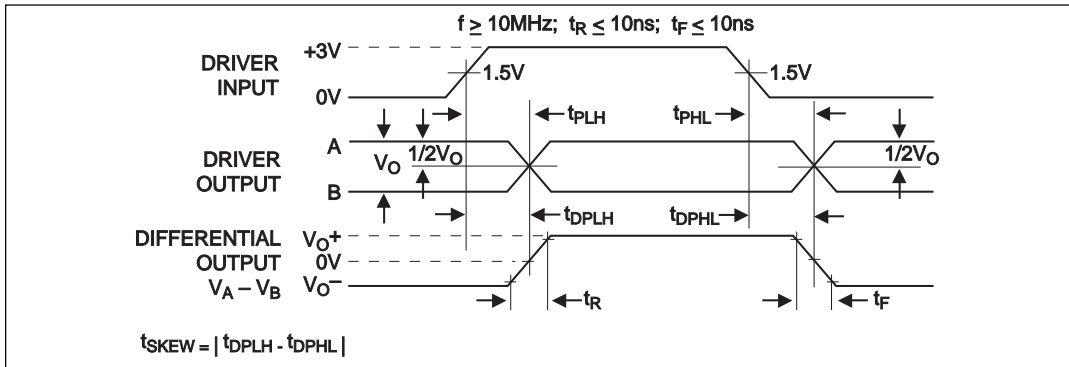 f ≥ 10MHz; tR ≤ 10ns; tF ≤ 10ns
+3V
DRIVER
INPUT
1.5V
1.5V
0V
tPLH
tPHL
A
DRIVER
OUTPUT
VO
1/2VO
1/2VO
B
tDPLH
tDPHL
DIFFERENTIAL
OUTPUT
VA – VB
VO+
0V
VO–
tR
tF
tSKEW = | tDPLH - tDPHL |